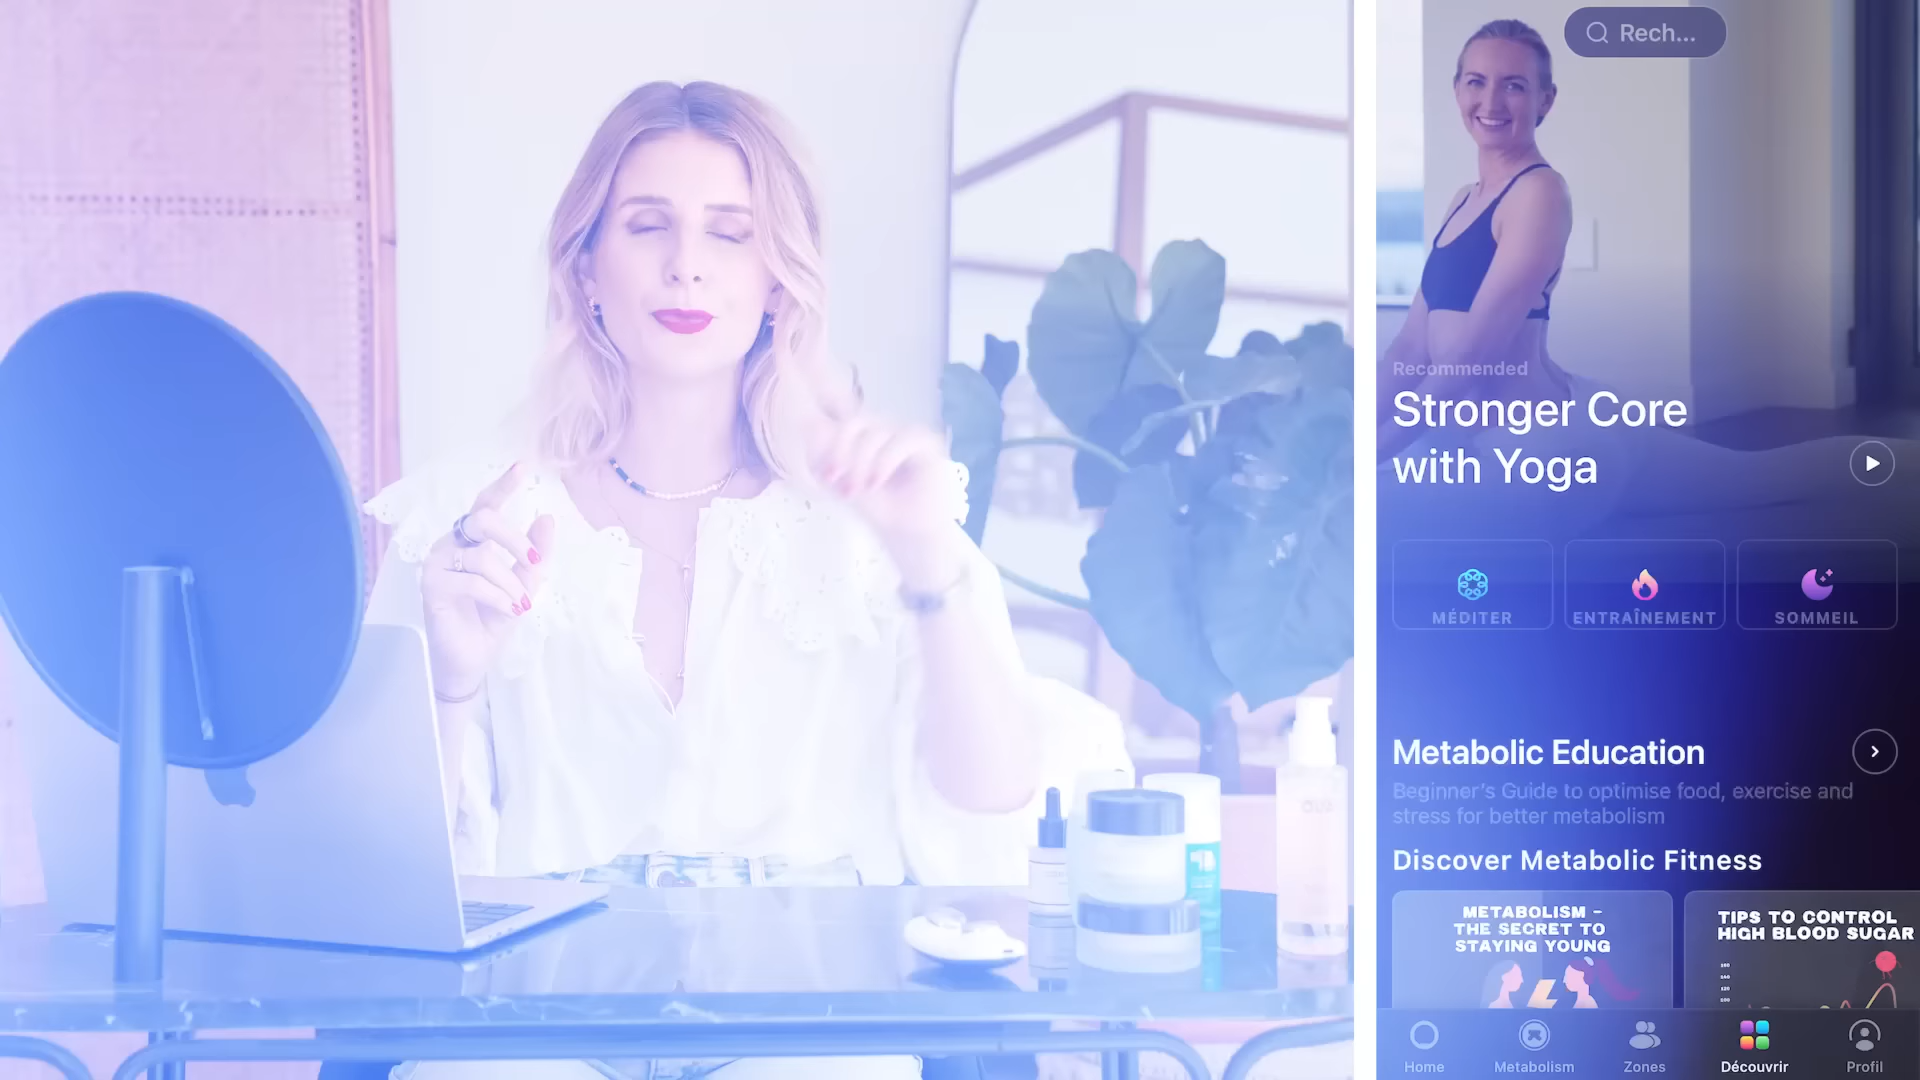 Rech...
Recommended
Stronger Core
with Yoga
MÉDITER
ENTRAÎNEMENT
SOMMEIL
Metabolic Education
Beginner's Guide to optimise food, exercise and
stress for better metabolism
Discover Metabolic Fitness
METABOLISM -
THE SECRET TO
STAYING YOUNG
TIPS TO CONTROL
HIGH BLOOD SUGAR
Home
Metabolism
Zones
Découvrir
Profil